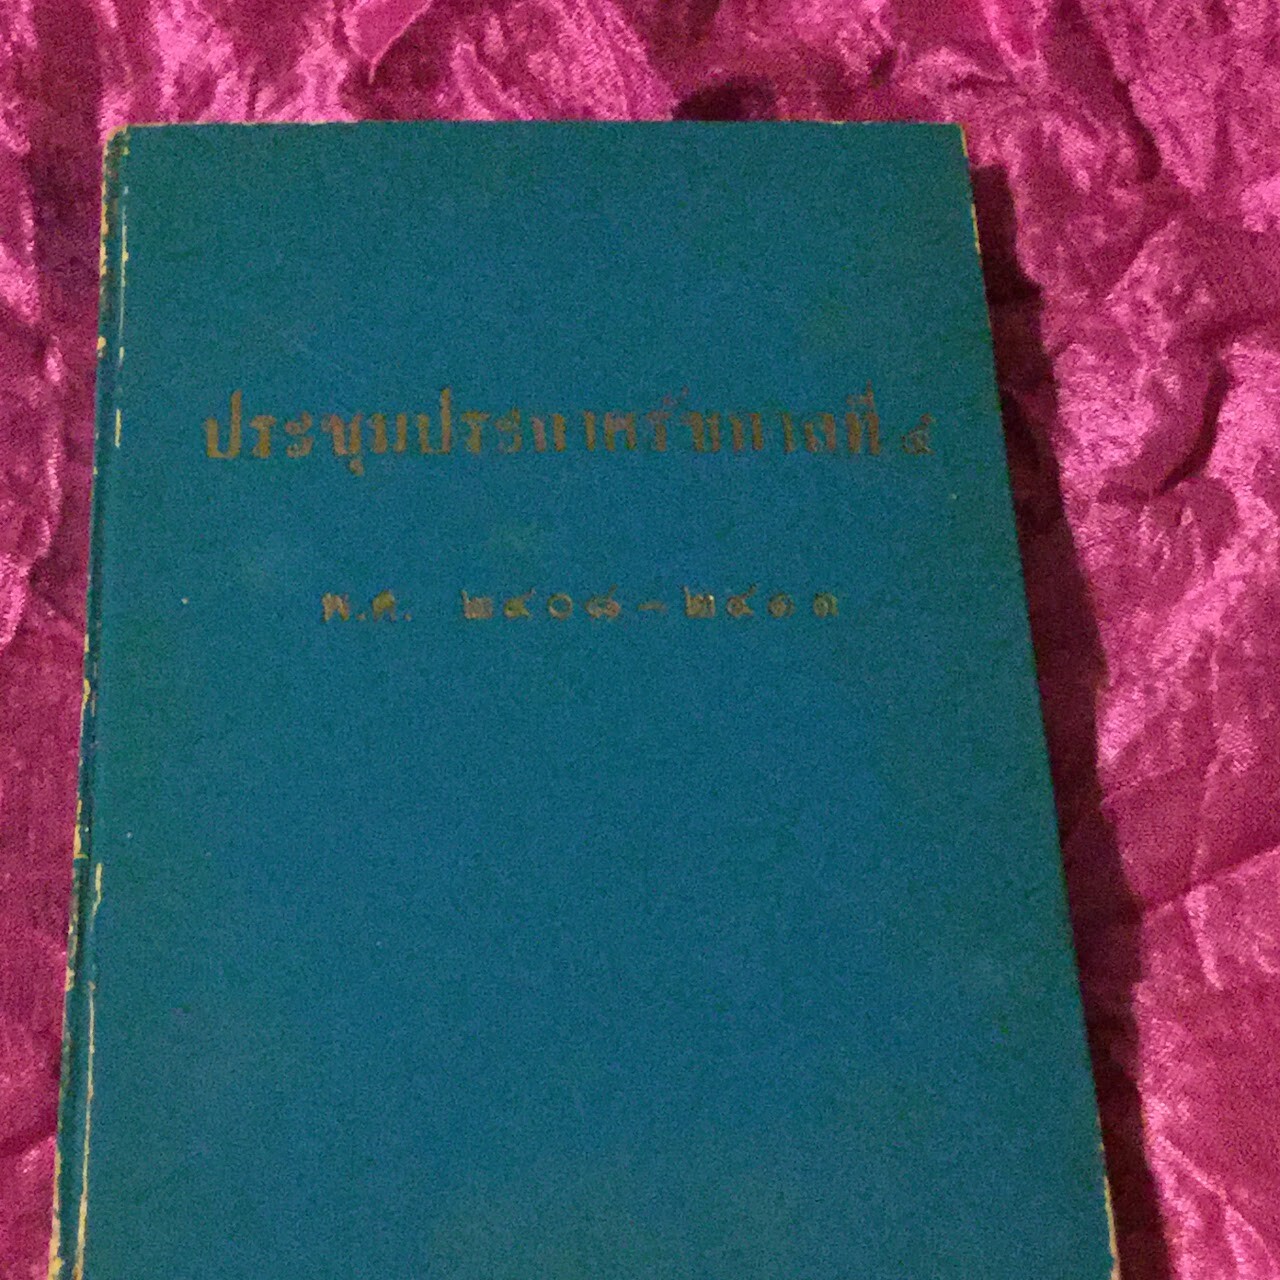 ประชุมประกาศรัชกาลที่ ๔
พ.ศ. ๒๔๐๘ – ๒๔๑๑